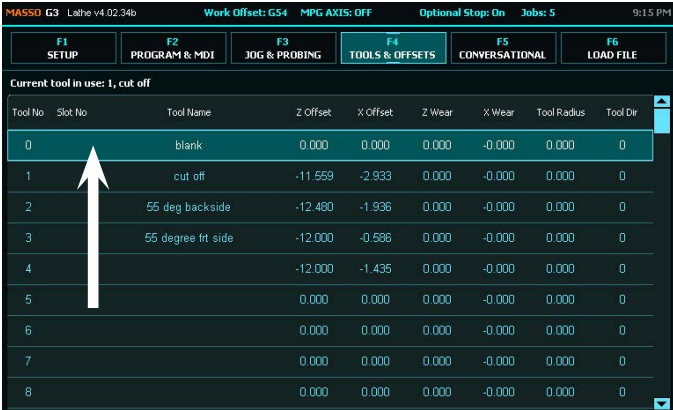 MASSO G3 Lathe v4.02.34b Work Offset: G54 MPG AXIS: OFF Optional Stop: On Jobs: 5 9:15 PM
F1 F2 F3 F4 F5 F6
SETUP PROGRAM & MDI JOG & PROBING TOOLS & OFFSETS CONVERSATIONAL LOAD FILE
Current tool in use: 1, cut off
Tool No Slot No Tool Name Z Offset X Offset Z Wear X Wear Tool Radius Tool Dir
0 blank 0.000 0.000 0.000 -0.000 0.000 0
1 cut off -11.559 -2.933 0.000 -0.000 0.000 0
2 55 deg backside -12.480 -1.936 0.000 -0.000 0.000 0
3 55 degree frt side -12.000 -0.586 0.000 -0.000 0.000 0
4 -12.000 -1.435 0.000 -0.000 0.000 0
5 0.000 0.000 0.000 -0.000 0.000 0
6 0.000 0.000 0.000 -0.000 0.000 0
7 0.000 0.000 0.000 -0.000 0.000 0
8 0.000 0.000 0.000 -0.000 0.000 0